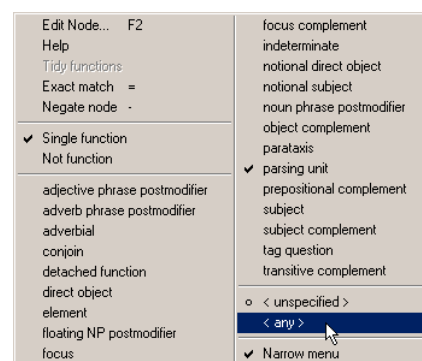 Edit Node... F2
Help
Tidy functions
Exact match =
Negate node -
Single function
Not function
adjective phrase postmodifier
adverb phrase postmodifier
adverbial
conjoin
detached function
direct object
element
floating NP postmodifier
focus
focus complement
indeterminate
notional direct object
notional subject
noun phrase postmodifier
object complement
parataxis
parsing unit
prepositional complement
subject
subject complement
tag question
transitive complement
< unspecified >
< any >
Narrow menu